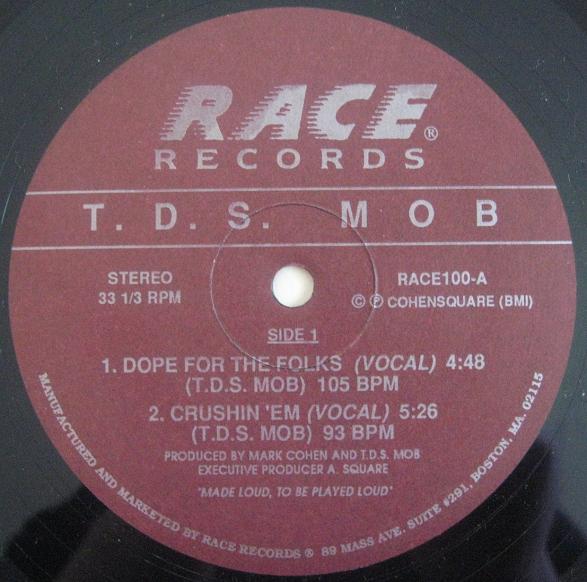 RACE®
RECORDS
T. D. S. MOB
STEREO
33 1/3 RPM
RACE100-A
© ℗ COHENSQUARE (BMI)
SIDE 1
1. DOPE FOR THE FOLKS (VOCAL) 4:48
(T.D.S. MOB) 105 BPM
2. CRUSHIN 'EM (VOCAL) 5:26
(T.D.S. MOB) 93 BPM
PRODUCED BY MARK COHEN AND T.D.S. MOB
EXECUTIVE PRODUCER A. SQUARE
"MADE LOUD, TO BE PLAYED LOUD"
MANUFACTURED AND MARKETED BY RACE RECORDS ® 89 MASS AVE. SUITE #291, BOSTON, MA. 02115